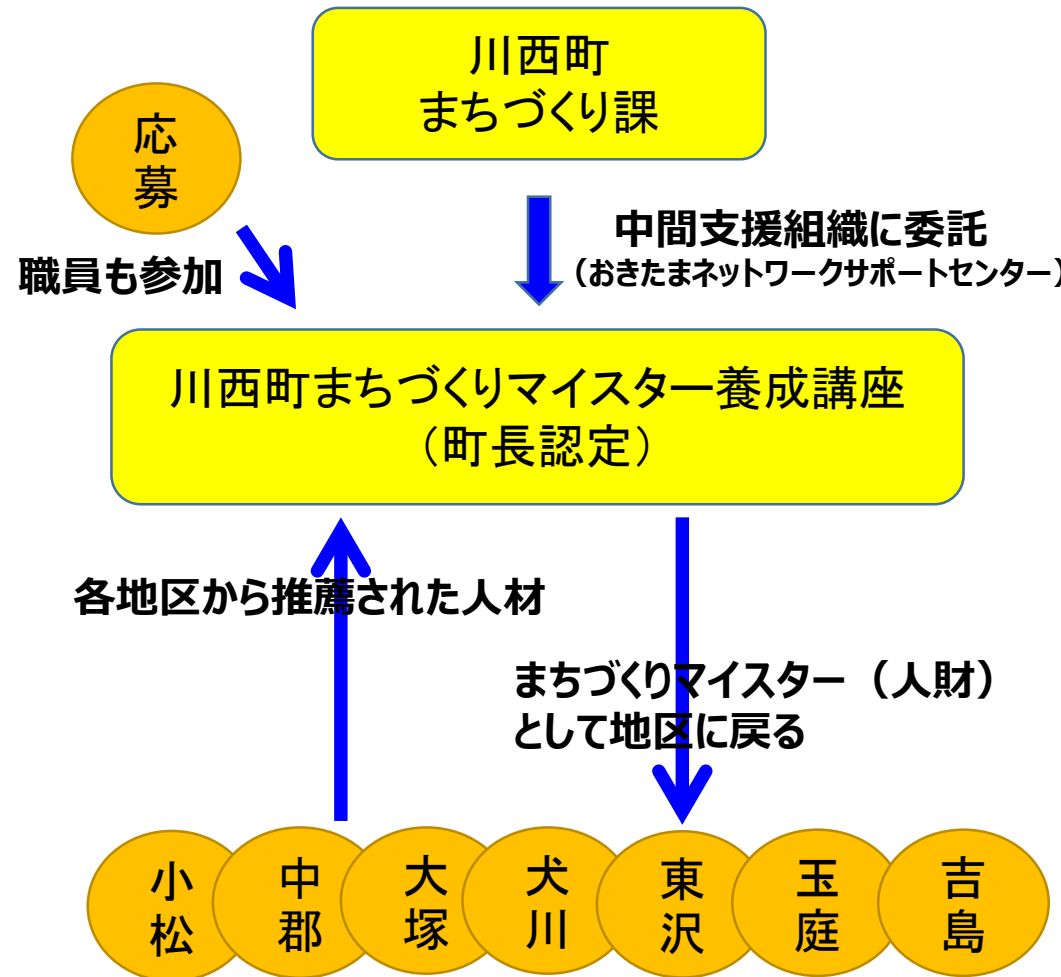 川西町
まちづくり課
応募
中間支援組織に委託
（おきたまネットワークサポートセンター）
職員も参加
川西町まちづくりマイスター養成講座
（町長認定）
各地区から推薦された人材
まちづくりマイスター（人財）
として地区に戻る
小松
中郡
大塚
犬川
東沢
玉庭
吉島